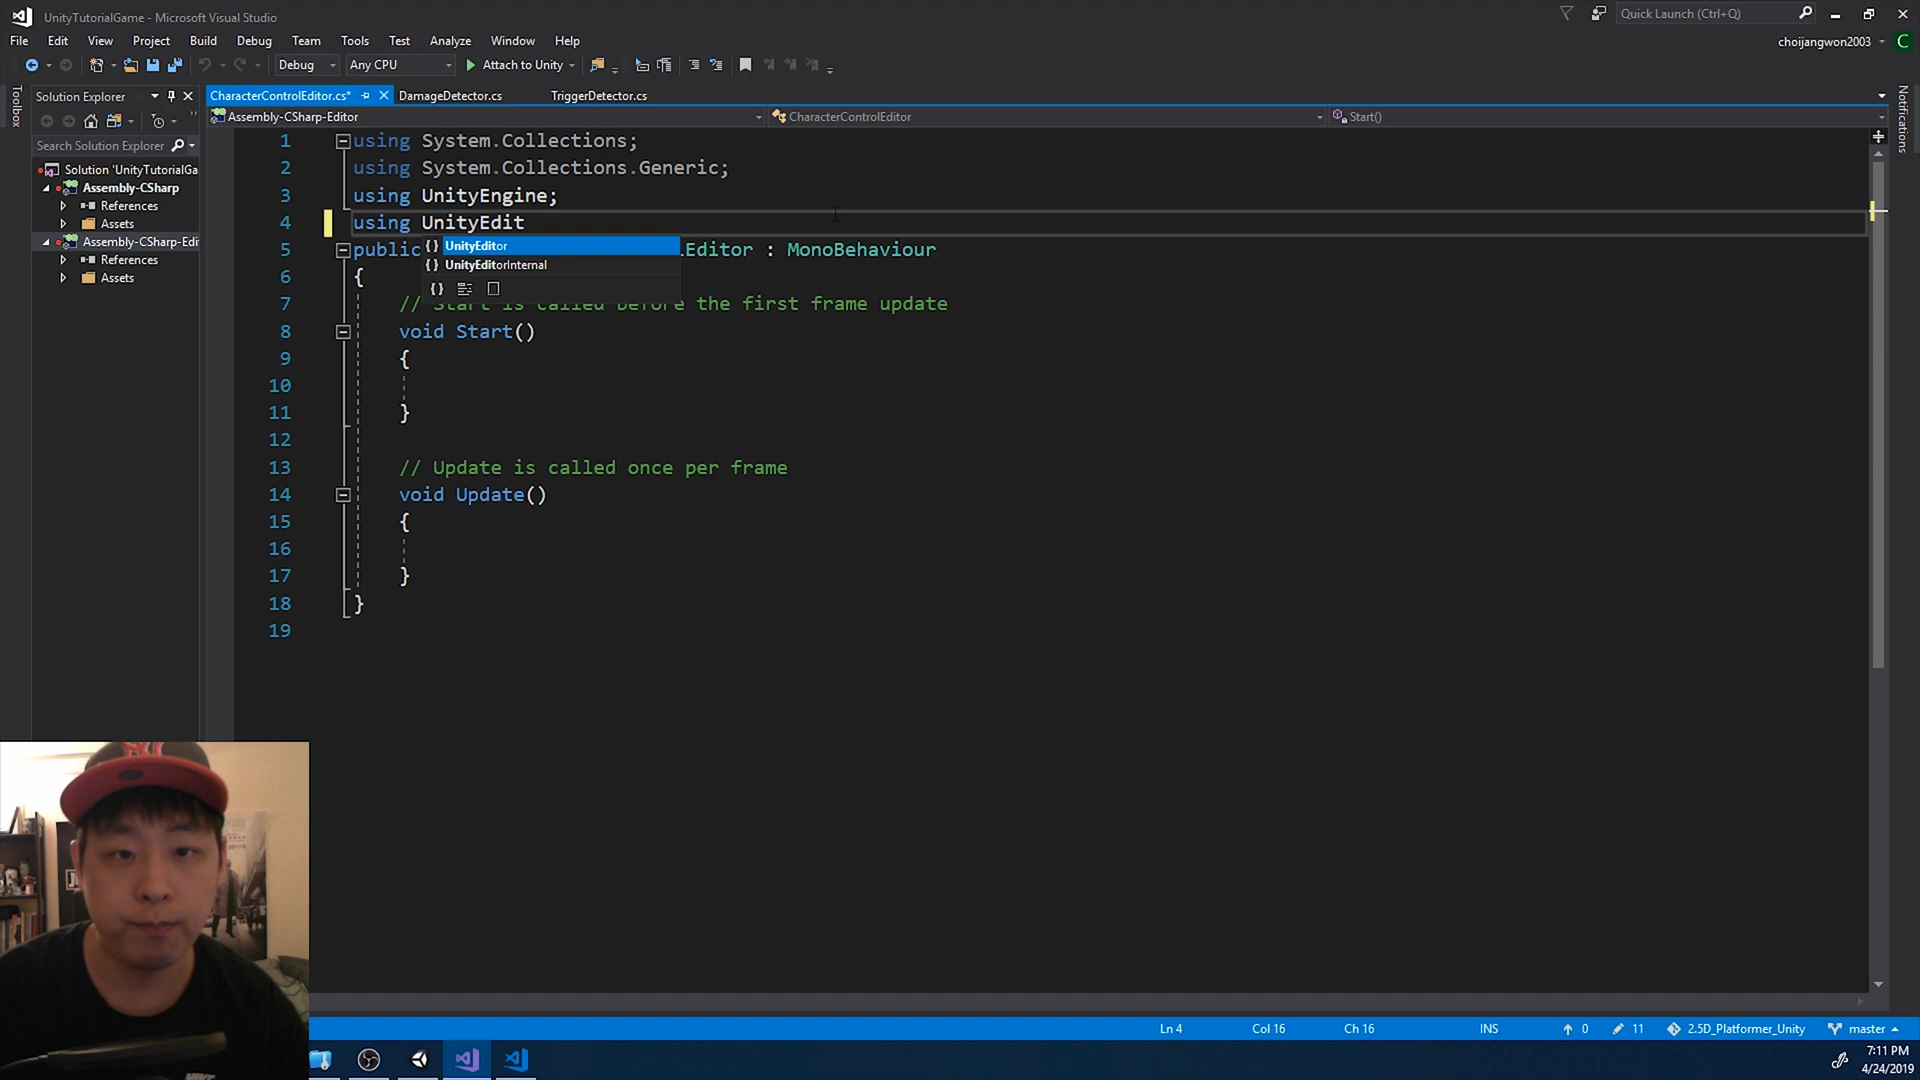 UnityTutorialGame - Microsoft Visual Studio
Quick Launch (Ctrl+Q)
File Edit View Project Build Debug Team Tools Test Analyze Window Help
choijangwon2003 C
Debug Any CPU Attach to Unity
Toolbox
Solution Explorer
CharacterControlEditor.cs* DamageDetector.cs TriggerDetector.cs
Notifications
Assembly-CSharp-Editor CharacterControlEditor Start()
Search Solution Explorer
Solution 'UnityTutorialGa
Assembly-CSharp
References
Assets
Assembly-CSharp-Edi
References
Assets
1 using System.Collections;
2 using System.Collections.Generic;
3 using UnityEngine;
4 using UnityEdit
5 public lEditor : MonoBehaviour
UnityEditor
UnityEditorInternal
6 {
7 // Start is called before the first frame update
8 void Start()
9 {
10
11 }
12
13 // Update is called once per frame
14 void Update()
15 {
16
17 }
18 }
19
Ln 4 Col 16 Ch 16 INS 0 11 2.5D_Platformer_Unity master
7:11 PM
4/24/2019